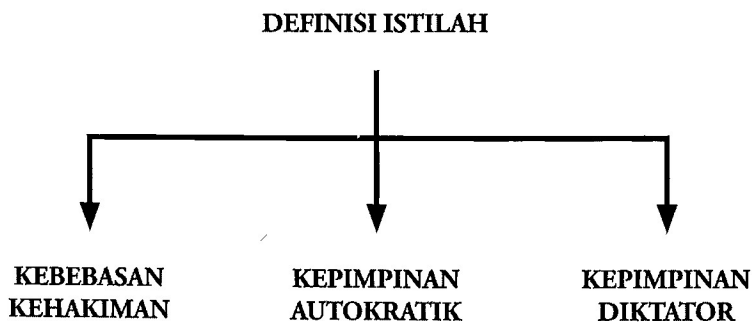 DEFINISI ISTILAH
KEBEBASAN
KEHAKIMAN
KEPIMPINAN
AUTOKRATIK
KEPIMPINAN
DIKTATOR